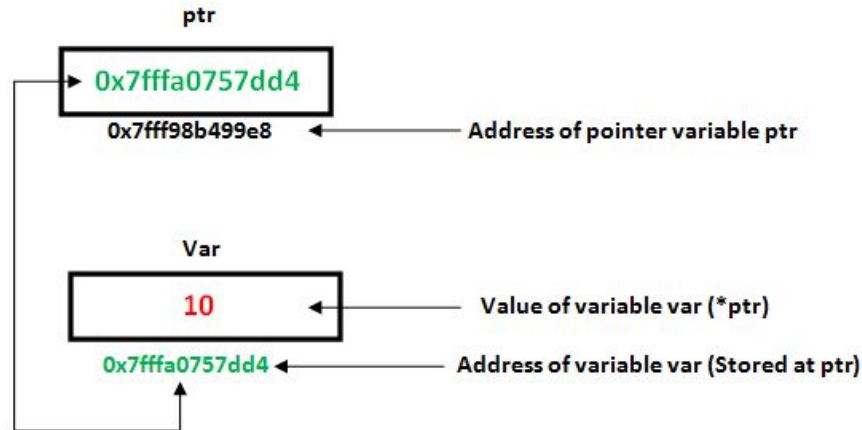 ptr
0x7fffa0757dd4
0x7fff98b499e8
Address of pointer variable ptr
Var
10
Value of variable var (*ptr)
0x7fffa0757dd4
Address of variable var (Stored at ptr)